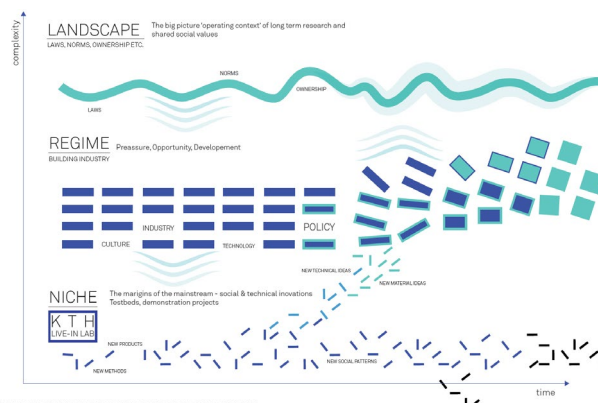 complexity
LANDSCAPE
LAWS, NORMS, OWNERSHIP ETC.
The big picture 'operating context' of long term research and
shared social values
NORMS
OWNERSHIP
LAWS
REGIME
BUILDING INDUSTRY
Preassure, Opportunity, Developement
INDUSTRY
POLICY
CULTURE
TECHNOLOGY
NEW TECHNICAL IDEAS
NEW MATERIAL IDEAS
NICHE
The marigins of the mainstream - social & technical inovations
Testbeds, demonstration projects
KTH
LIVE-IN LAB
NEW PRODUCTS
NEW SOCIAL PATTERNS
NEW METHODS
time